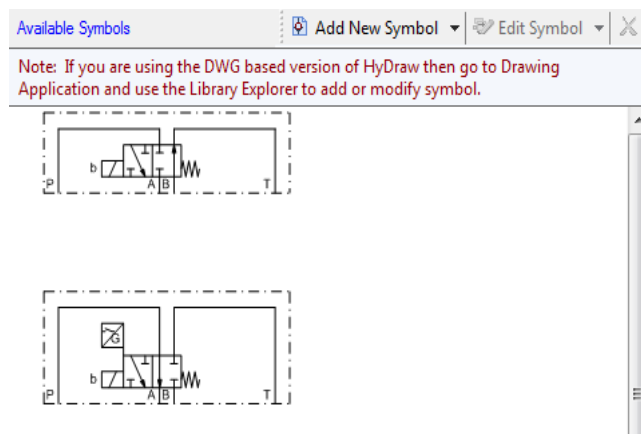 Available Symbols Add New Symbol Edit Symbol
Note: If you are using the DWG based version of HyDraw then go to Drawing
Application and use the Library Explorer to add or modify symbol.
b
P A B T
G
b
P A B T